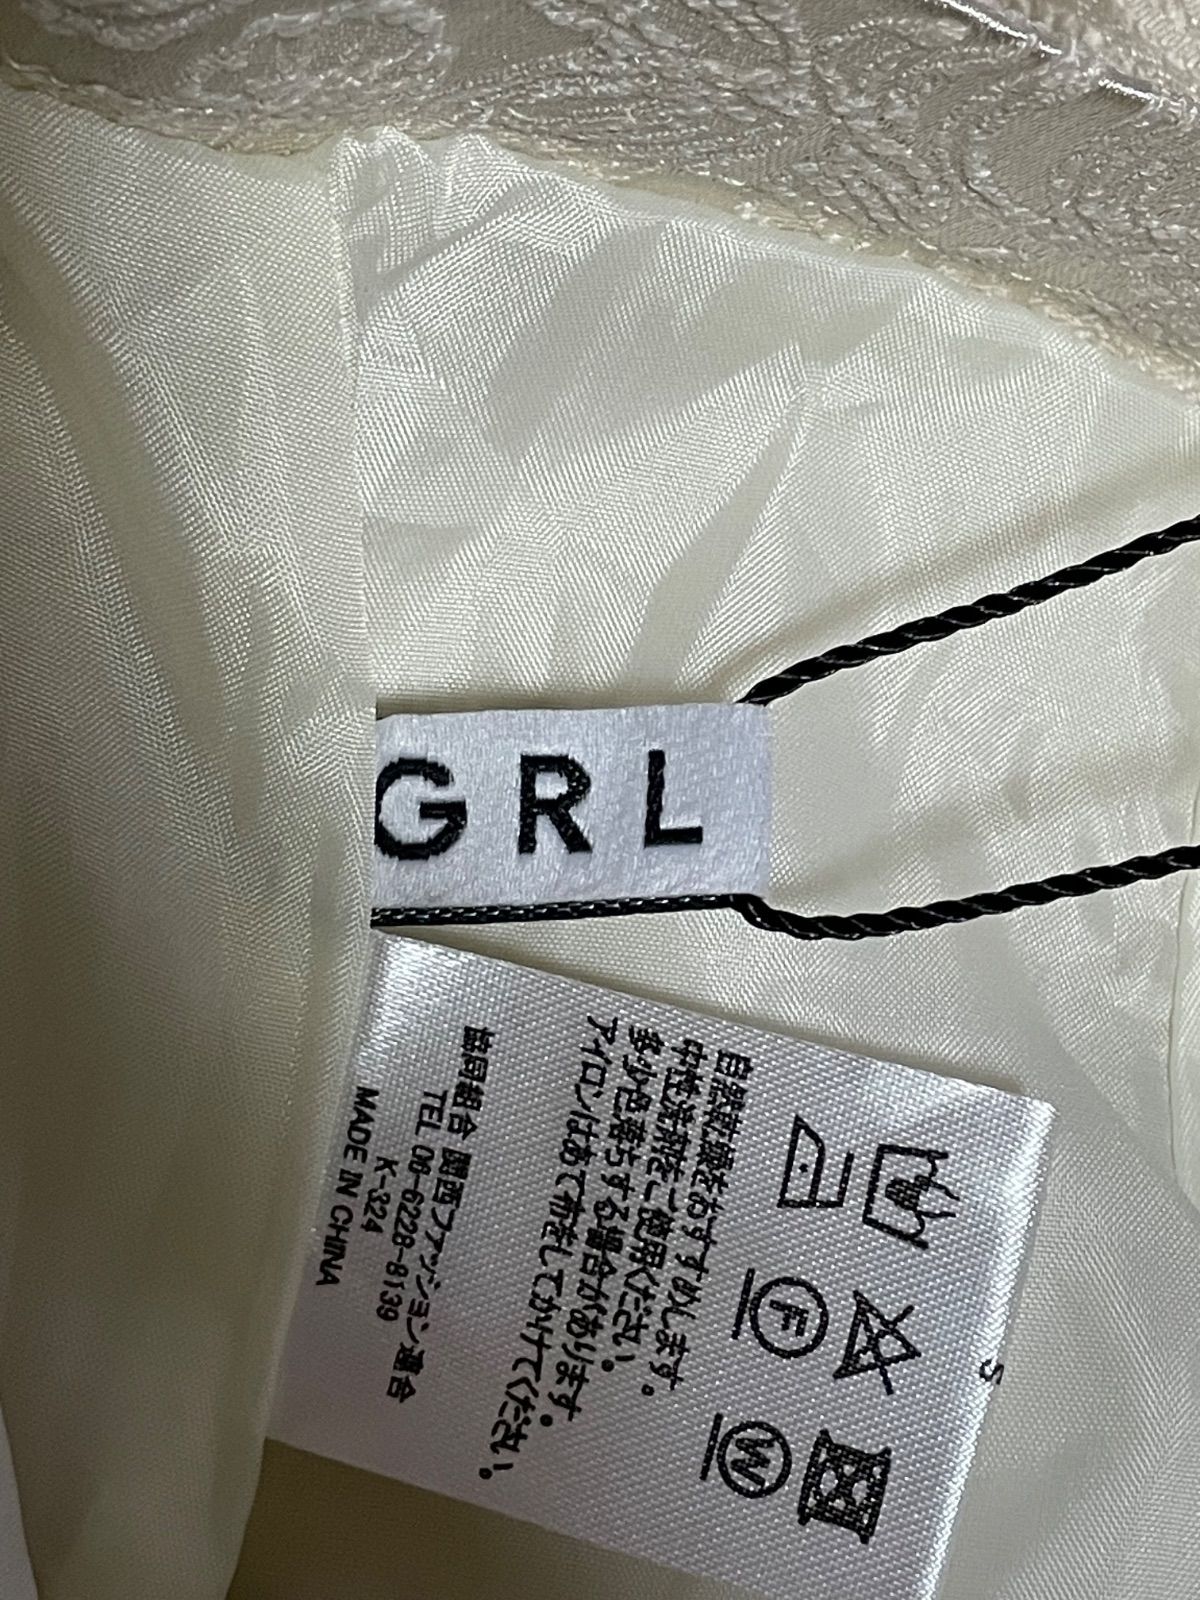 GRL
S
F
W
自然乾燥をおすすめします。
中性洗剤をご使用ください。
多少色落ちする場合があります。
アイロンはあて布をしてかけてください。
協同組合 関西ファッション連合
TEL 06-6228-8139
K-324
MADE IN CHINA